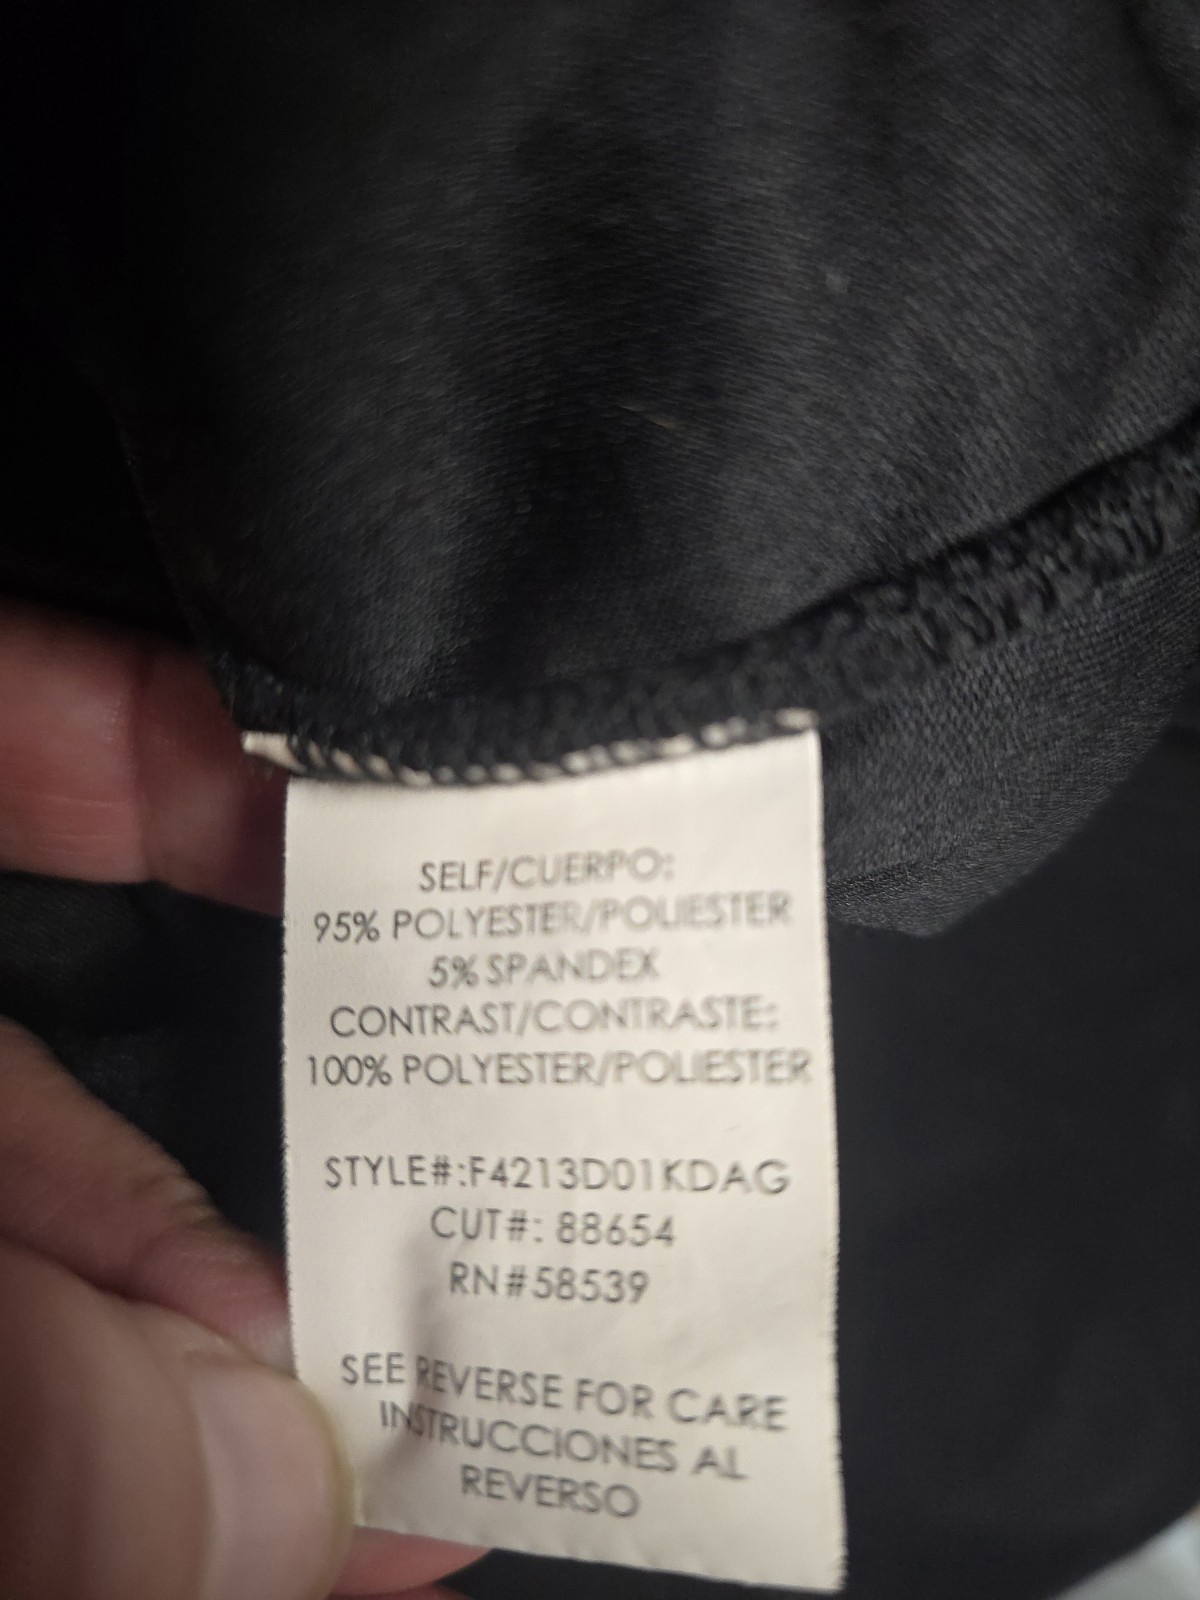 SELF/CUERPO:
95% POLYESTER/POLIESTER
5% SPANDEX
CONTRAST/CONTRASTE:
100% POLYESTER/POLIESTER
STYLE#:F4213D01KDAG
CUT#: 88654
RN#58539
SEE REVERSE FOR CARE
INSTRUCCIONES AL
REVERSO